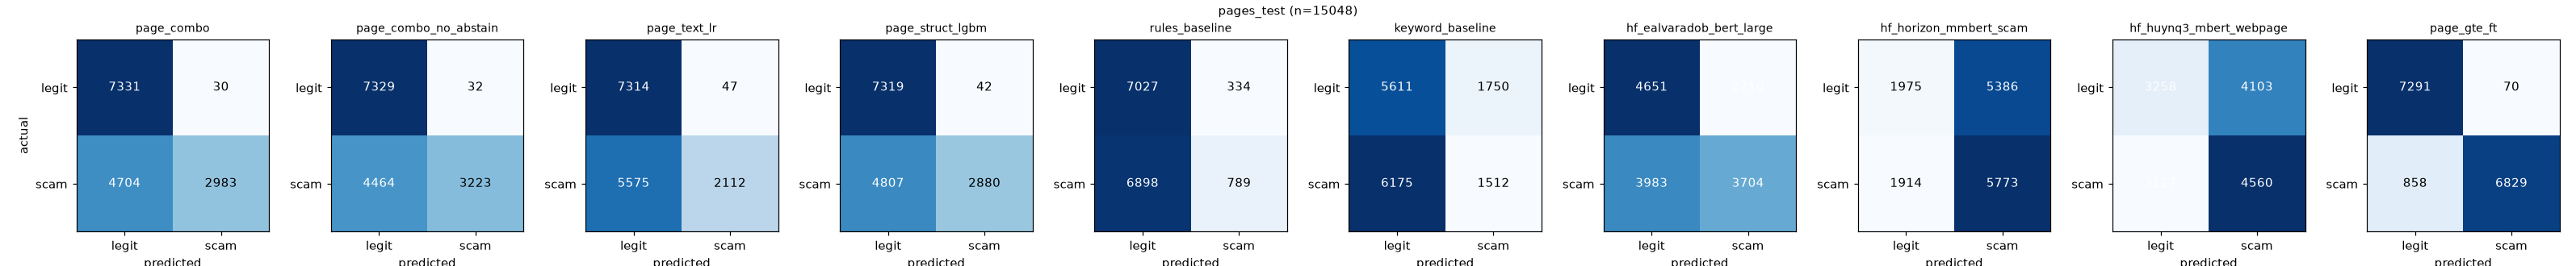 pages_test (n=15048)
page_combo
page_combo_no_abstain
page_text_lr
page_struct_lgbm
rules_baseline
keyword_baseline
hf_ealvaradob_bert_large
hf_horizon_mmbert_scam
hf_huynq3_mbert_webpage
page_gte_ft
actual
legit 7331 30
scam 4704 2983
legit scam
predicted
legit 7329 32
scam 4464 3223
legit scam
predicted
legit 7314 47
scam 5575 2112
legit scam
predicted
legit 7319 42
scam 4807 2880
legit scam
predicted
legit 7027 334
scam 6898 789
legit scam
predicted
legit 5611 1750
scam 6175 1512
legit scam
predicted
legit 4651
scam 3983 3704
legit scam
predicted
legit 1975 5386
scam 1914 5773
legit scam
predicted
legit 3258 4103
scam 4560
legit scam
predicted
legit 7291 70
scam 858 6829
legit scam
predicted